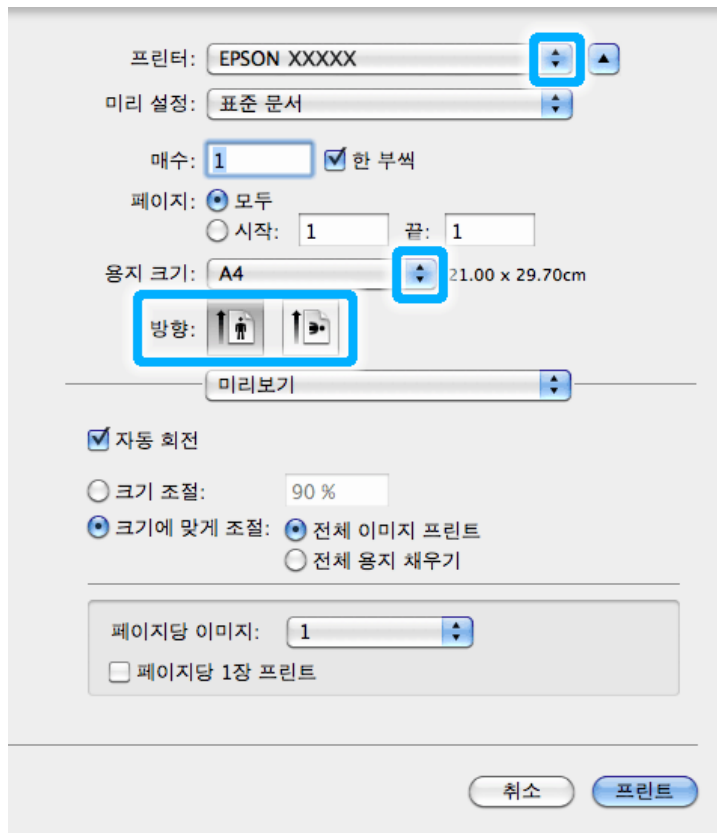 프린터: EPSON XXXXX
미리 설정: 표준 문서
매수: 1 한 부씩
페이지: 모두
시작: 1 끝: 1
용지 크기: A4 21.00 x 29.70cm
방향:
미리보기
자동 회전
크기 조절: 90 %
크기에 맞게 조절: 전체 이미지 프린트
전체 용지 채우기
페이지당 이미지: 1
페이지당 1장 프린트
취소 프린트